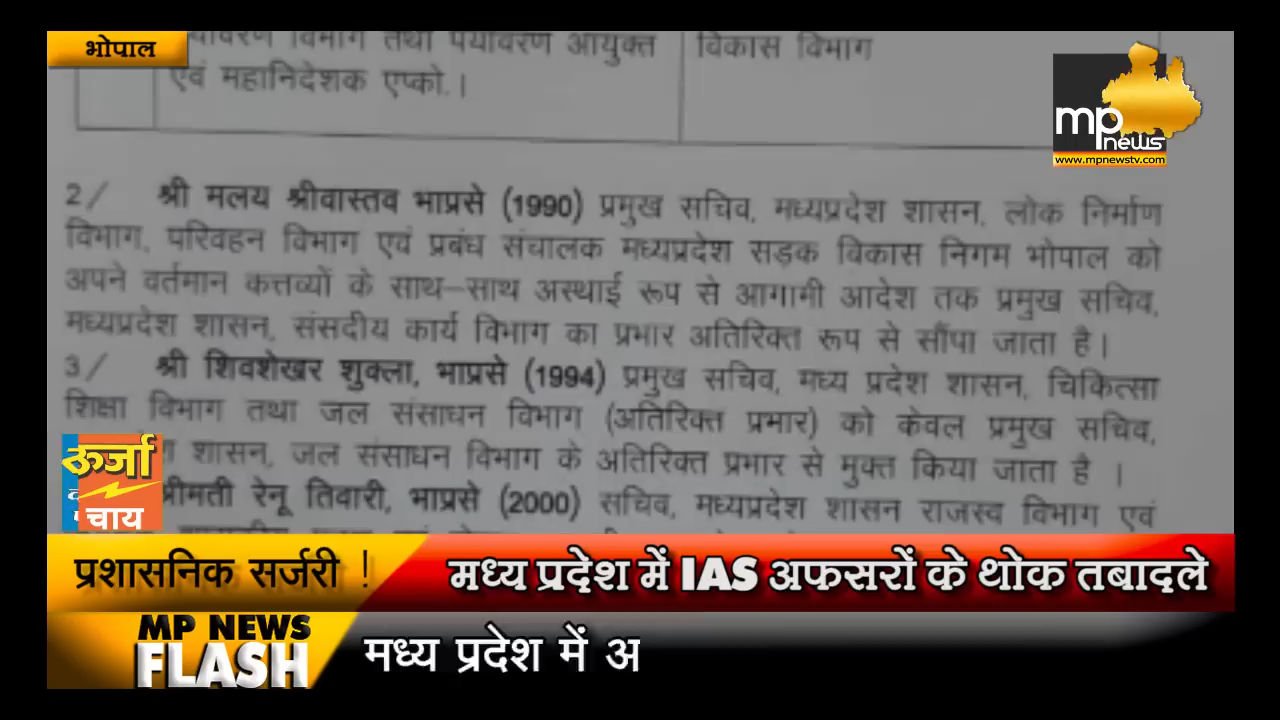 भोपाल
विभाग तथा पर्यावरण आयुक्त
एवं महानिदेशक एप्को.।
विकास विभाग
mp
news
www.mpnewstv.com
2/ श्री मलय श्रीवास्तव भाप्रसे (1990) प्रमुख सचिव, मध्यप्रदेश शासन, लोक निर्माण
विभाग, परिवहन विभाग एवं प्रबंध संचालक मध्यप्रदेश सड़क विकास निगम भोपाल को
अपने वर्तमान कर्त्तव्यों के साथ–साथ अस्थाई रूप से आगामी आदेश तक प्रमुख सचिव,
मध्यप्रदेश शासन, संसदीय कार्य विभाग का प्रभार अतिरिक्त रूप से सौंपा जाता है।
3/ श्री शिवशेखर शुक्ला, भाप्रसे (1994) प्रमुख सचिव, मध्य प्रदेश शासन, चिकित्सा
शिक्षा विभाग तथा जल संसाधन विभाग (अतिरिक्त प्रभार) को केवल प्रमुख सचिव,
शासन, जल संसाधन विभाग के अतिरिक्त प्रभार से मुक्त किया जाता है ।
श्रीमती रेनू तिवारी, भाप्रसे (2000) सचिव, मध्यप्रदेश शासन राजस्व विभाग एवं
ऊर्जा
चाय
प्रशासनिक सर्जरी !
मध्य प्रदेश में IAS अफसरों के थोक तबादले
MP NEWS
FLASH
मध्य प्रदेश में अ